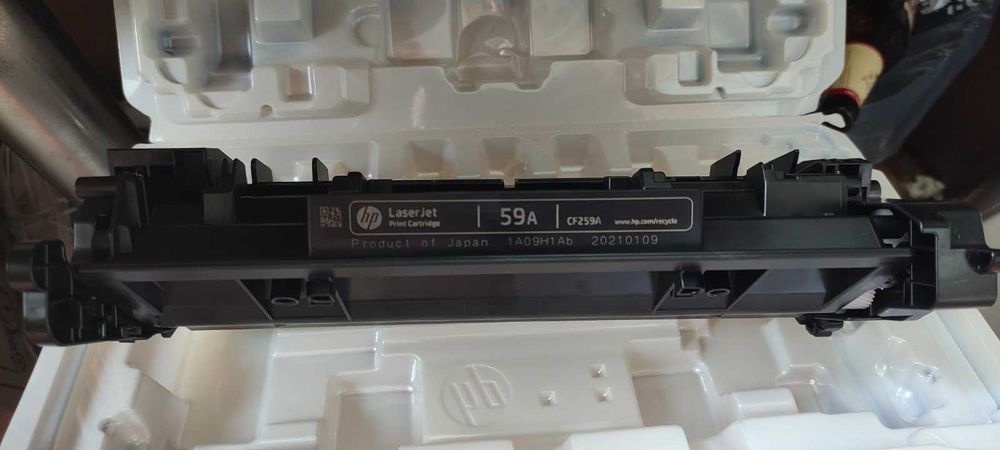 hp LaserJet Print Cartridge | 59A | CF259A www.hp.com/recycle
Product of Japan 1A09H1Ab 20210109
hp